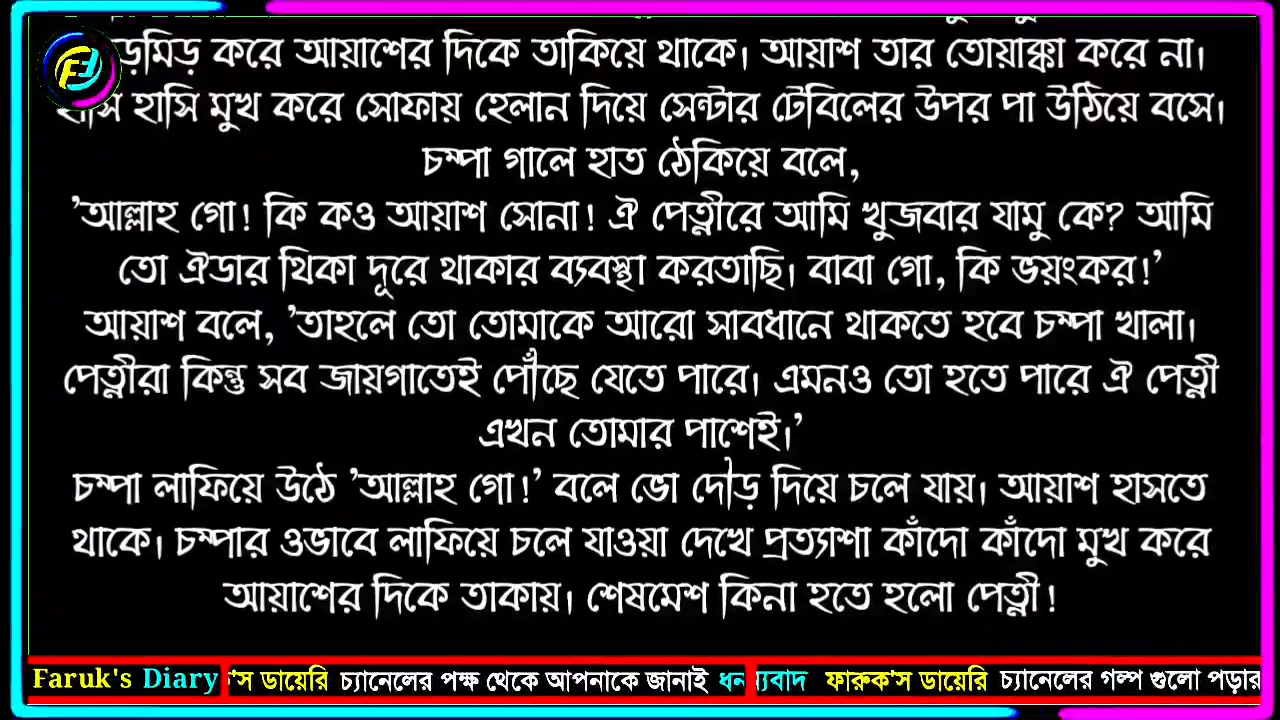 করে আয়াশের দিকে তাকিয়ে থাকে। আয়াশ তার তোয়াক্কা করে না।
হাসি মুখ করে সোফায় হেলান দিয়ে সেন্টার টেবিলের উপর পা উঠিয়ে বসে।
চম্পা গালে হাত ঠেকিয়ে বলে,
'আল্লাহ গো! কি কও আয়াশ সোনা! ঐ পেত্নীরে আমি খুজবার যামু কে? আমি
তো ঐডার থিকা দূরে থাকার ব্যবস্থা করতাছি। বাবা গো, কি ভয়ংকর!'
আয়াশ বলে, 'তাহলে তো তোমাকে আরো সাবধানে থাকতে হবে চম্পা খালা।
পেত্নীরা কিন্তু সব জায়গাতেই পৌঁছে যেতে পারে। এমনও তো হতে পারে ঐ পেত্নী
এখন তোমার পাশেই।'
চম্পা লাফিয়ে উঠে 'আল্লাহ গো!' বলে ভো দৌড় দিয়ে চলে যায়। আয়াশ হাসতে
থাকে। চম্পার ওভাবে লাফিয়ে চলে যাওয়া দেখে প্রত্যাশা কাঁদো কাঁদো মুখ করে
আয়াশের দিকে তাকায়। শেষমেশ কিনা হতে হলো পেত্নী!
Faruk's Diary 'স ডায়েরি চ্যানেলের পক্ষ থেকে আপনাকে জানাই ধন্যবাদ ফারুক'স ডায়েরি চ্যানেলের গল্প গুলো পড়ার